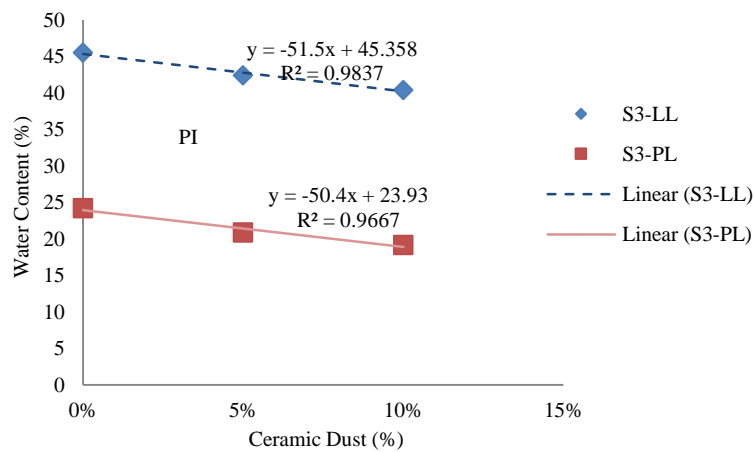 50
45
40
35
30
25
20
15
10
5
0
Water Content (%)
y = -51.5x + 45.358
R² = 0.9837
PI
y = -50.4x + 23.93
R² = 0.9667
0%
5%
10%
15%
Ceramic Dust (%)
S3-LL
S3-PL
Linear (S3-LL)
Linear (S3-PL)